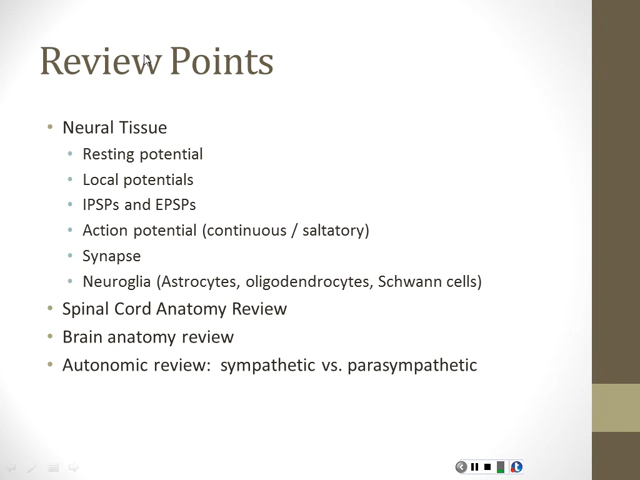 Review Points
• Neural Tissue
• Resting potential
• Local potentials
• IPSPs and EPSPs
• Action potential (continuous / saltatory)
• Synapse
• Neuroglia (Astrocytes, oligodendrocytes, Schwann cells)
• Spinal Cord Anatomy Review
• Brain anatomy review
• Autonomic review:  sympathetic vs. parasympathetic